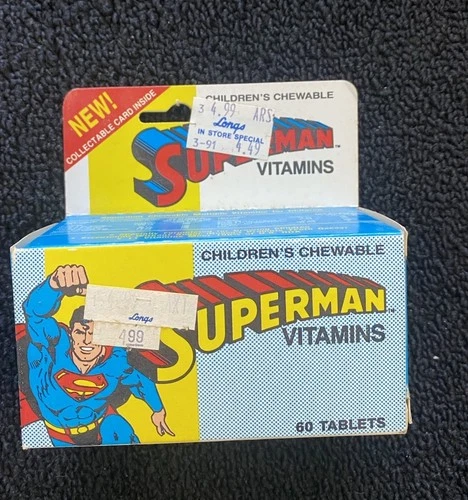 NEW!
COLLECTABLE CARD INSIDE
CHILDREN'S CHEWABLE
3 4.99 ARS
Longs
IN STORE SPECIAL
3-91 4.49
SUPERMAN
VITAMINS
CHILDREN'S CHEWABLE
SUPERMAN
VITAMINS
Longs
499
60 TABLETS